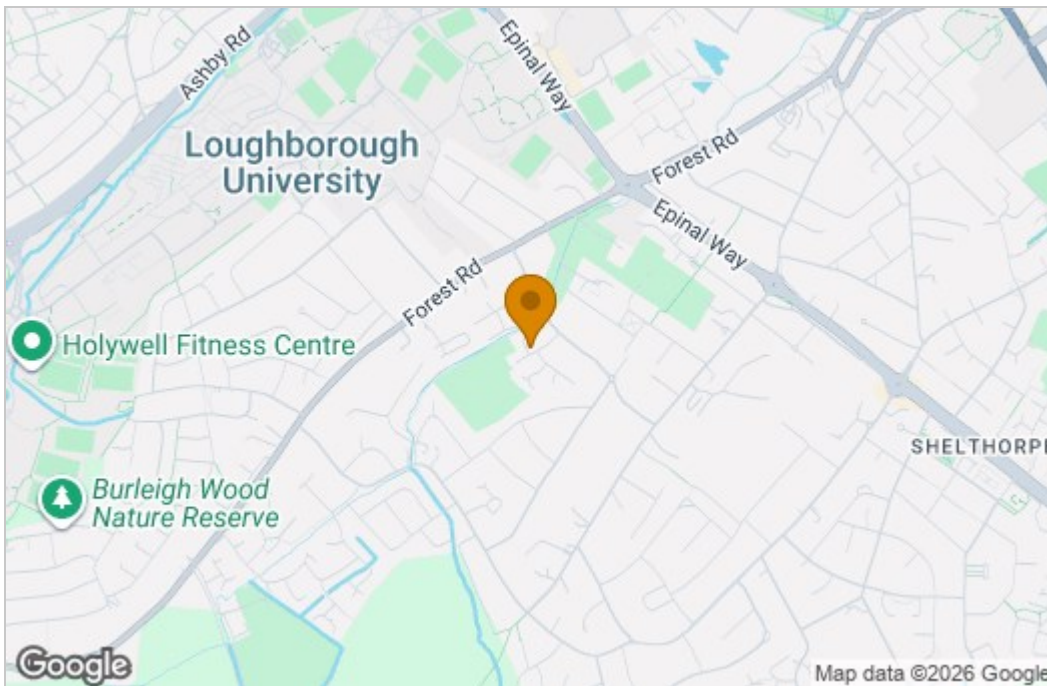 Ashby Rd
Epinal Way
Loughborough
University
Forest Rd
Epinal Way
Forest Rd
Holywell Fitness Centre
SHELTHORP
Burleigh Wood
Nature Reserve
Google
Map data ©2026 Google